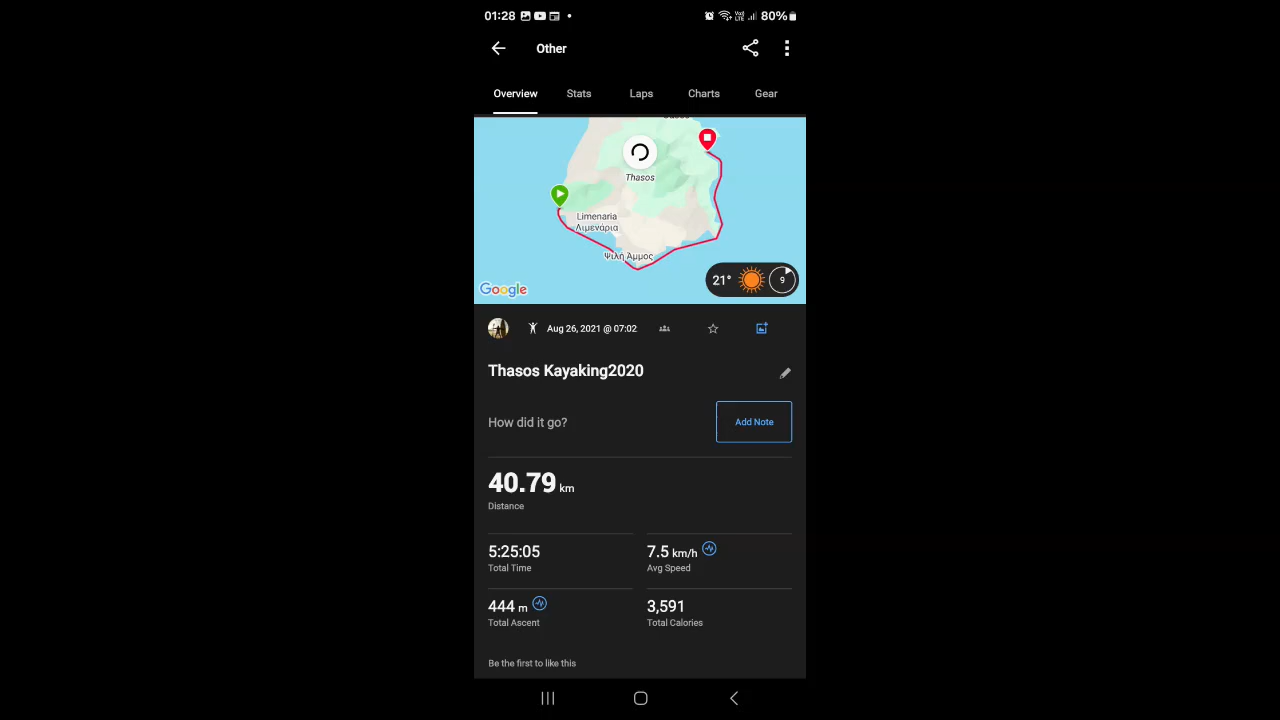 01:28 80%
Other
Overview Stats Laps Charts Gear
Thasos
Limenaria
Λιμενάρια
Ψιλή Άμμος
21° 9
Google
Aug 26, 2021 @ 07:02
Thasos Kayaking2020
How did it go? Add Note
40.79 km
Distance
5:25:05 7.5 km/h
Total Time Avg Speed
444 m 3,591
Total Ascent Total Calories
Be the first to like this